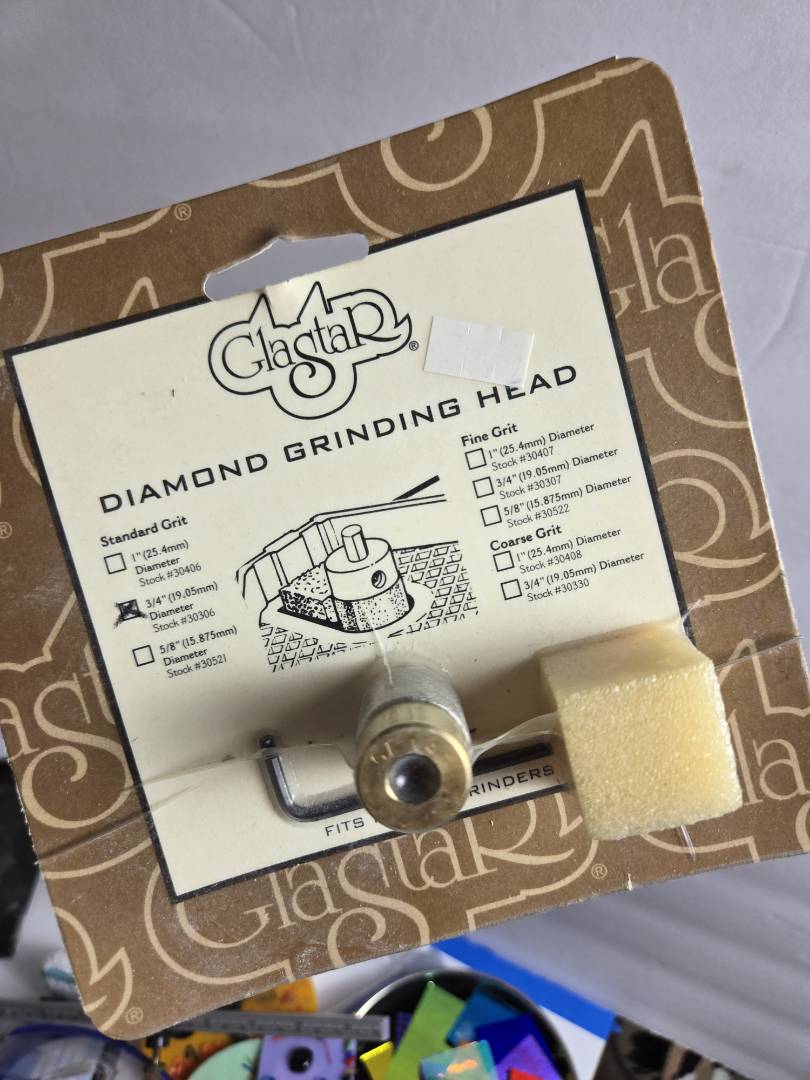 GlaStaR®
DIAMOND GRINDING HEAD
Standard Grit
1" (25.4mm)
Diameter
Stock #30406
3/4" (19.05mm)
Diameter
Stock #30306
5/8" (15.875mm)
Diameter
Stock #30521
Fine Grit
1" (25.4mm) Diameter
Stock #30407
3/4" (19.05mm) Diameter
Stock #30307
5/8" (15.875mm) Diameter
Stock #30522
Coarse Grit
1" (25.4mm) Diameter
Stock #30408
3/4" (19.05mm) Diameter
Stock #30330
FITS
RINDERS
GlaStaR®
Gla
®